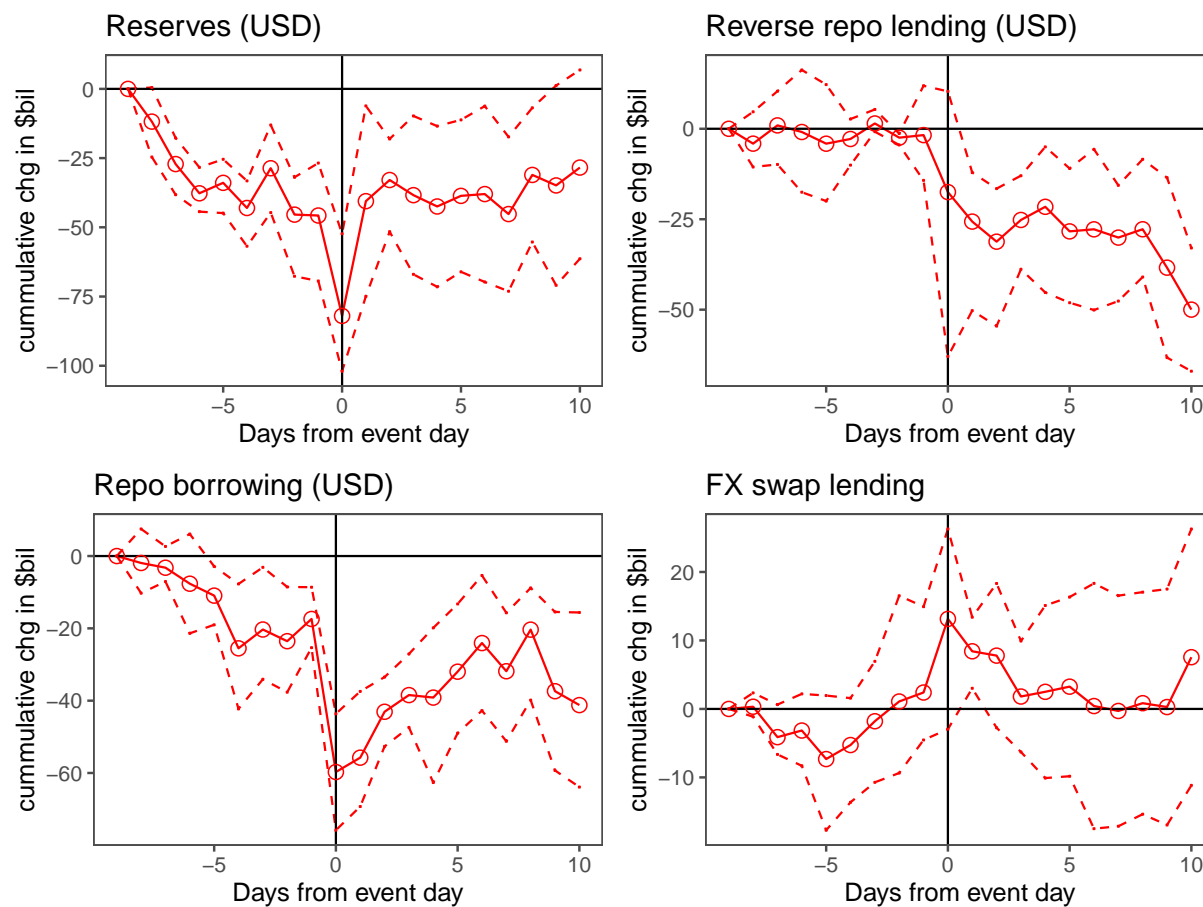 Reserves (USD)
cummulative chg in $bil
0
−25
−50
−75
−100
−5
0
5
10
Days from event day
Reverse repo lending (USD)
cummulative chg in $bil
0
−25
−50
−5
0
5
10
Days from event day
Repo borrowing (USD)
cummulative chg in $bil
0
−20
−40
−60
−5
0
5
10
Days from event day
FX swap lending
cummulative chg in $bil
20
10
0
−10
−5
0
5
10
Days from event day